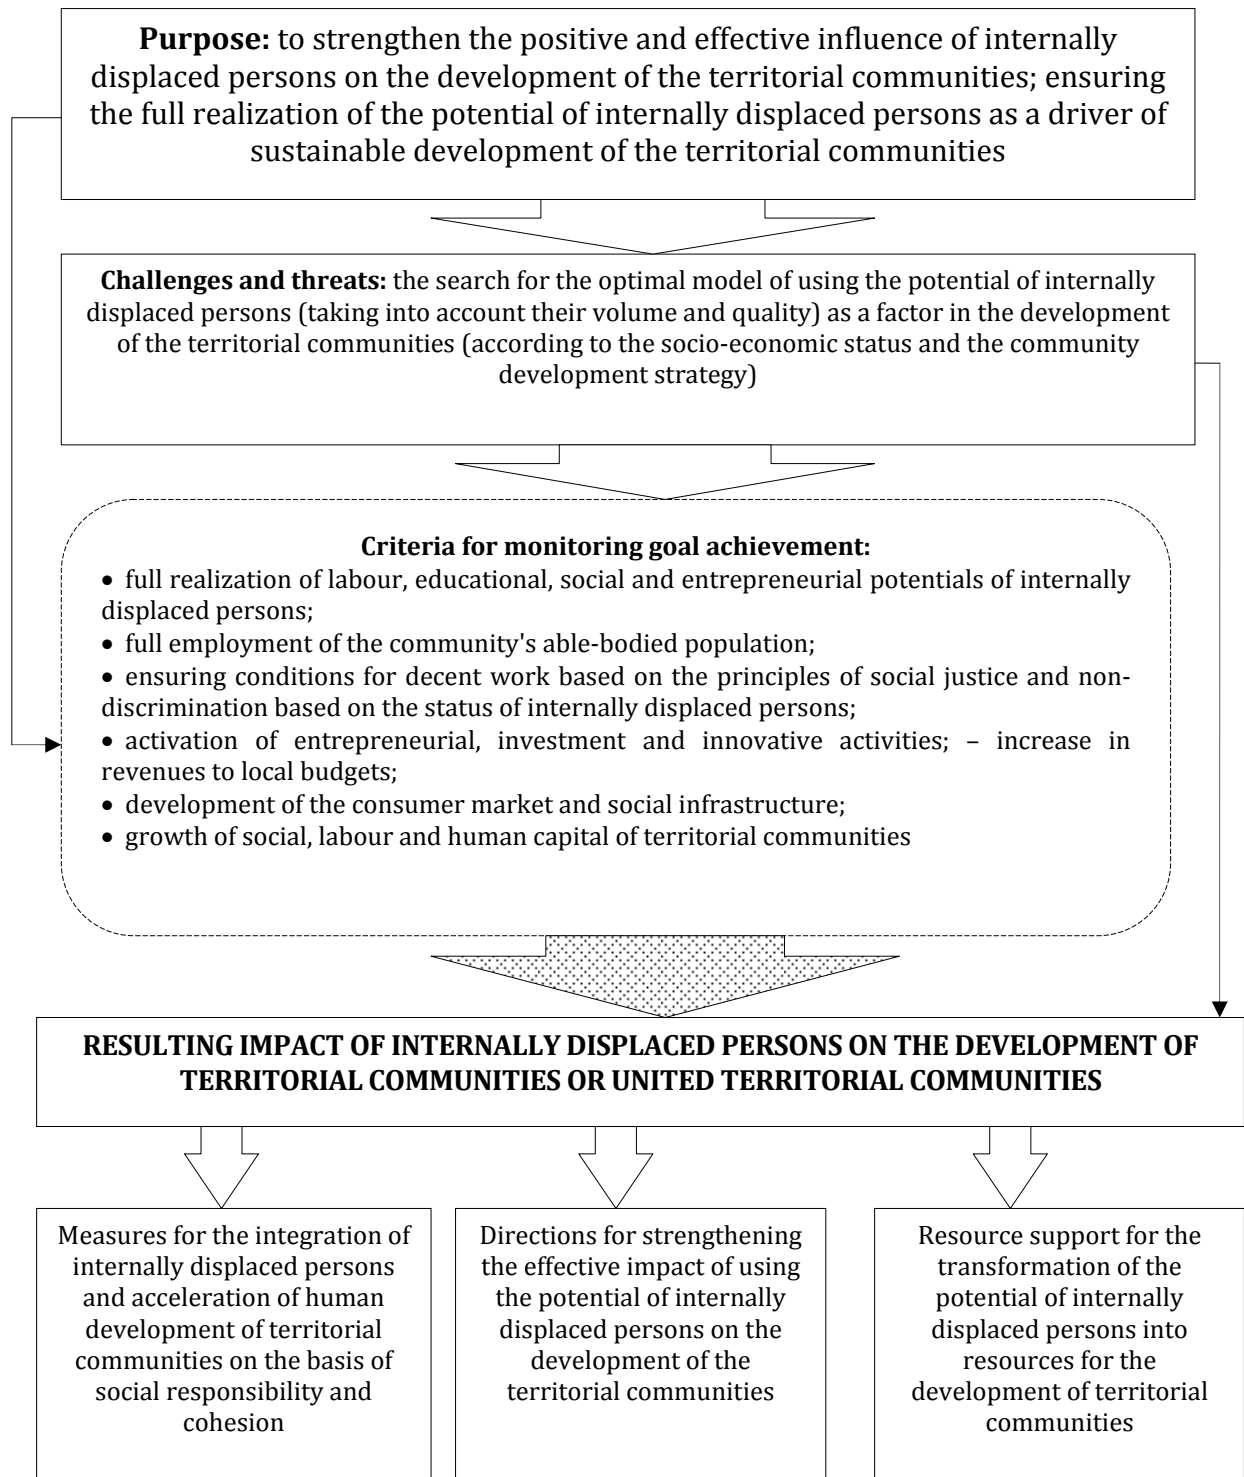 Purpose: to strengthen the positive and effective influence of internally
displaced persons on the development of the territorial communities; ensuring
the full realization of the potential of internally displaced persons as a driver of
sustainable development of the territorial communities
Challenges and threats: the search for the optimal model of using the potential of internally
displaced persons (taking into account their volume and quality) as a factor in the development
of the territorial communities (according to the socio-economic status and the community
development strategy)
Criteria for monitoring goal achievement:
• full realization of labour, educational, social and entrepreneurial potentials of internally
displaced persons;
• full employment of the community's able-bodied population;
• ensuring conditions for decent work based on the principles of social justice and non-
discrimination based on the status of internally displaced persons;
• activation of entrepreneurial, investment and innovative activities; – increase in
revenues to local budgets;
• development of the consumer market and social infrastructure;
• growth of social, labour and human capital of territorial communities
RESULTING IMPACT OF INTERNALLY DISPLACED PERSONS ON THE DEVELOPMENT OF
TERRITORIAL COMMUNITIES OR UNITED TERRITORIAL COMMUNITIES
Measures for the integration of
internally displaced persons
and acceleration of human
development of territorial
communities on the basis of
social responsibility and
cohesion
Directions for strengthening
the effective impact of using
the potential of internally
displaced persons on the
development of the
territorial communities
Resource support for the
transformation of the
potential of internally
displaced persons into
resources for the
development of territorial
communities